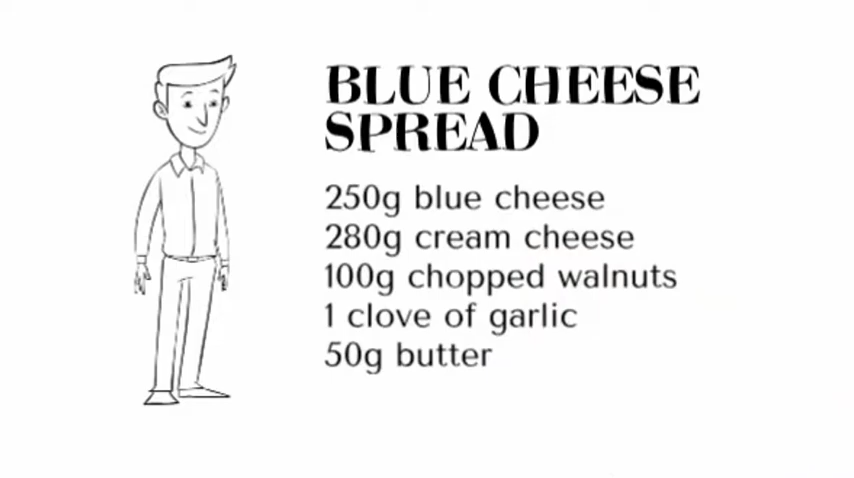 BLUE CHEESE
SPREAD
250g blue cheese
280g cream cheese
100g chopped walnuts
1 clove of garlic
50g butter